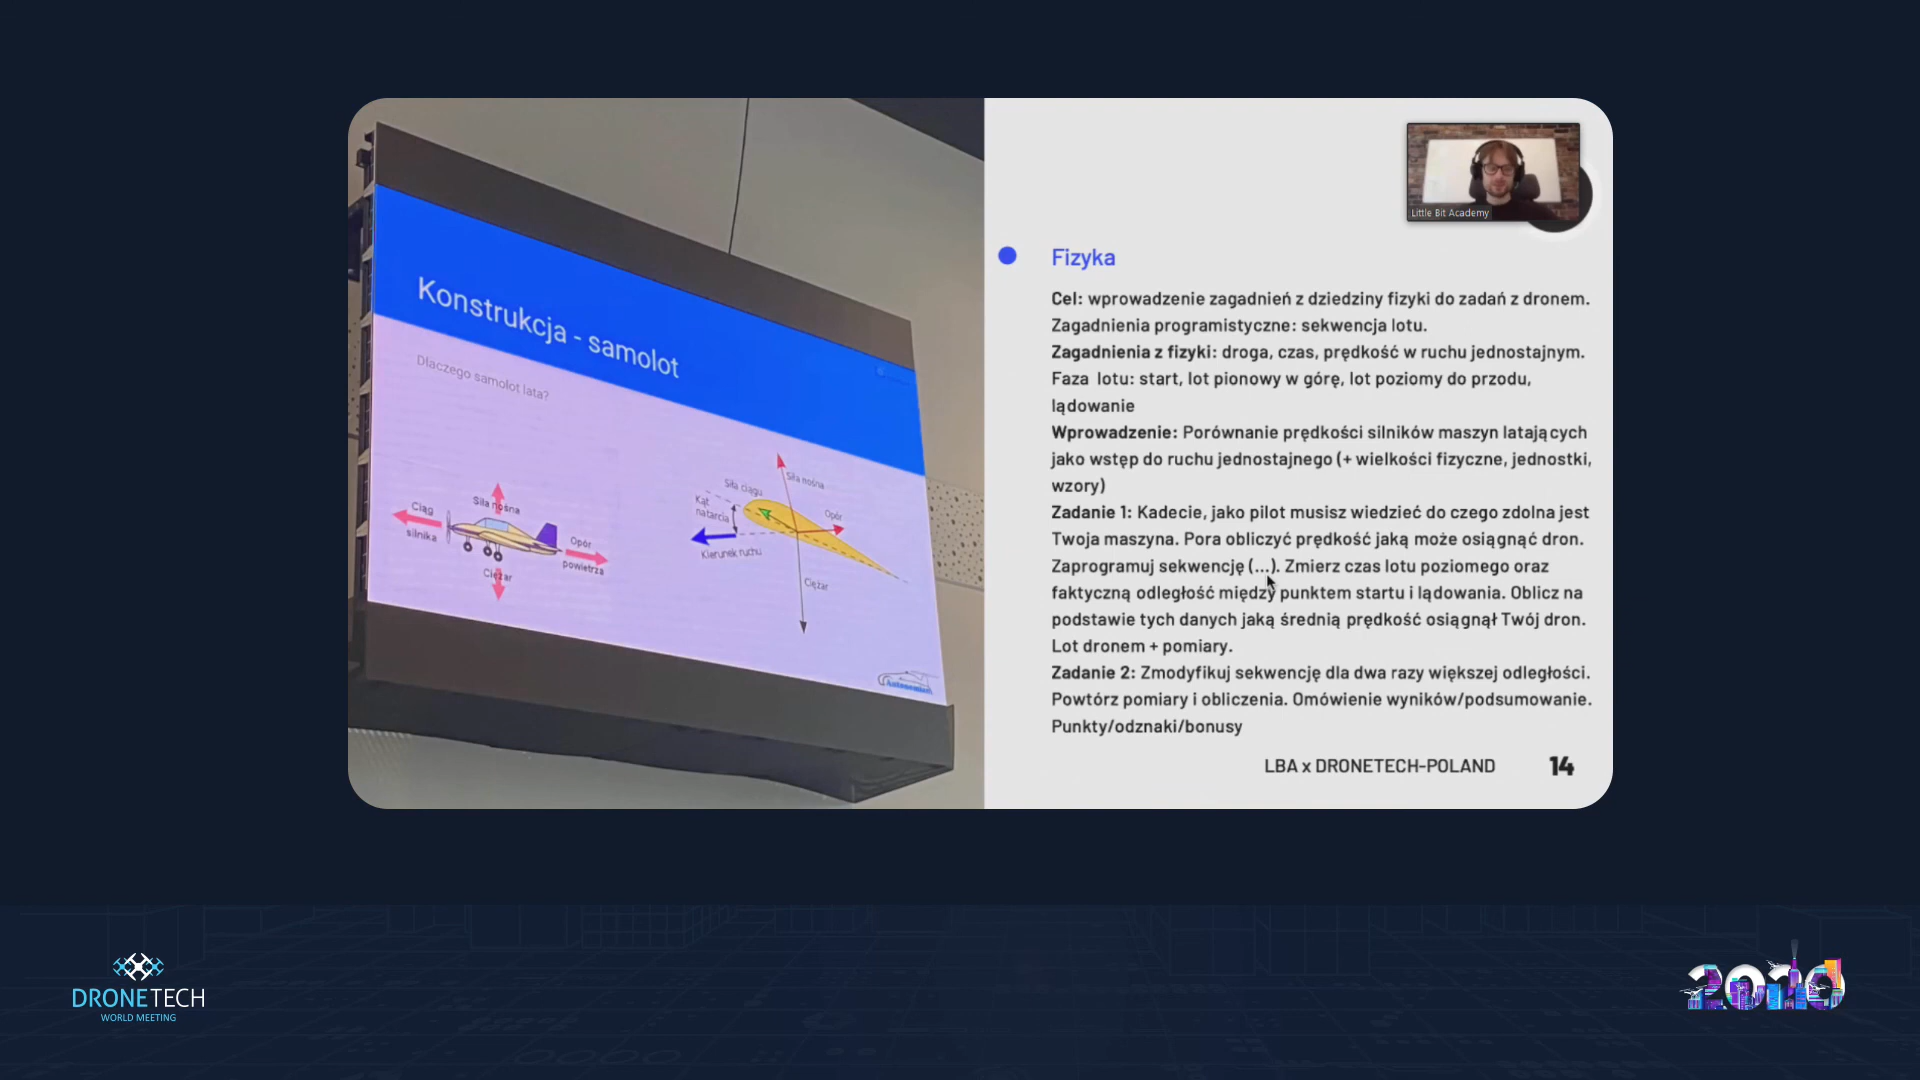 Konstrukcja - samolot
Dlaczego samolot lata?
Siła nośna
Ciąg
silnika
Opór
powietrza
Ciężar
Siła ciągu
Siła nośna
Kąt
natarcia
Opór
Kierunek ruchu
Ciężar
Little Bit Academy
Fizyka
Cel: wprowadzenie zagadnień z dziedziny fizyki do zadań z dronem.
Zagadnienia programistyczne: sekwencja lotu.
Zagadnienia z fizyki: droga, czas, prędkość w ruchu jednostajnym.
Faza lotu: start, lot pionowy w górę, lot poziomy do przodu,
lądowanie
Wprowadzenie: Porównanie prędkości silników maszyn latających
jako wstęp do ruchu jednostajnego (+ wielkości fizyczne, jednostki,
wzory)
Zadanie 1: Kadecie, jako pilot musisz wiedzieć do czego zdolna jest
Twoja maszyna. Pora obliczyć prędkość jaką może osiągnąć dron.
Zaprogramuj sekwencję (...). Zmierz czas lotu poziomego oraz
faktyczną odległość między punktem startu i lądowania. Oblicz na
podstawie tych danych jaką średnią prędkość osiągnął Twój dron.
Lot dronem + pomiary.
Zadanie 2: Zmodyfikuj sekwencję dla dwa razy większej odległości.
Powtórz pomiary i obliczenia. Omówienie wyników/podsumowanie.
Punkty/odznaki/bonusy
LBA x DRONETECH-POLAND
14
DRONETECH
WORLD MEETING